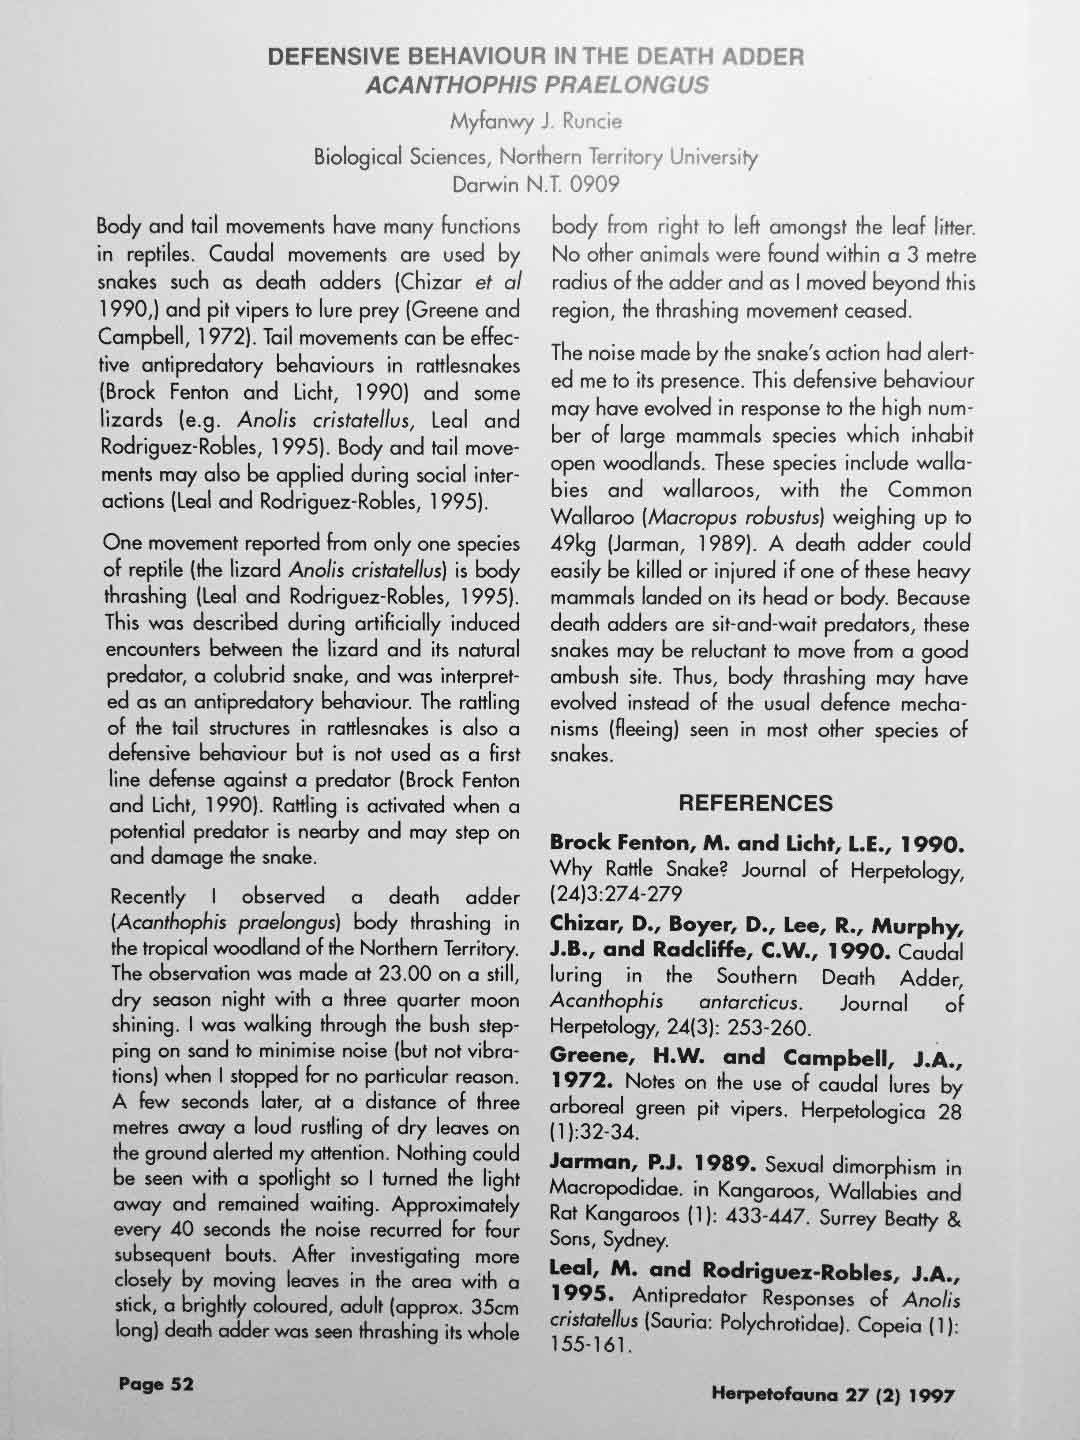 DEFENSIVE BEHAVIOUR IN THE DEATH ADDER
ACANTHOPHIS PRAELONGUS
Myfanwy J. Runcie
Biological Sciences, Northern Territory University
Darwin N.T. 0909
Body and tail movements have many functions
in reptiles. Caudal movements are used by
snakes such as death adders (Chizar et al
1990,) and pit vipers to lure prey (Greene and
Campbell, 1972). Tail movements can be effec-
tive antipredatory behaviours in rattlesnakes
(Brock Fenton and Licht, 1990) and some
lizards (e.g. Anolis cristatellus, Leal and
Rodriguez-Robles, 1995). Body and tail move-
ments may also be applied during social inter-
actions (Leal and Rodriguez-Robles, 1995).
One movement reported from only one species
of reptile (the lizard Anolis cristatellus) is body
thrashing (Leal and Rodriguez-Robles, 1995).
This was described during artificially induced
encounters between the lizard and its natural
predator, a colubrid snake, and was interpret-
ed as an antipredatory behaviour. The rattling
of the tail structures in rattlesnakes is also a
defensive behaviour but is not used as a first
line defense against a predator (Brock Fenton
and Licht, 1990). Rattling is activated when a
potential predator is nearby and may step on
and damage the snake.
Recently I observed a death adder
(Acanthophis praelongus) body thrashing in
the tropical woodland of the Northern Territory.
The observation was made at 23.00 on a still,
dry season night with a three quarter moon
shining. I was walking through the bush step-
ping on sand to minimise noise (but not vibra-
tions) when I stopped for no particular reason.
A few seconds later, at a distance of three
metres away a loud rustling of dry leaves on
the ground alerted my attention. Nothing could
be seen with a spotlight so I turned the light
away and remained waiting. Approximately
every 40 seconds the noise recurred for four
subsequent bouts. After investigating more
closely by moving leaves in the area with a
stick, a brightly coloured, adult (approx. 35cm
long) death adder was seen thrashing its whole
body from right to left amongst the leaf litter.
No other animals were found within a 3 metre
radius of the adder and as I moved beyond this
region, the thrashing movement ceased.
The noise made by the snake's action had alert-
ed me to its presence. This defensive behaviour
may have evolved in response to the high num-
ber of large mammals species which inhabit
open woodlands. These species include walla-
bies and wallaroos, with the Common
Wallaroo (Macropus robustus) weighing up to
49kg (Jarman, 1989). A death adder could
easily be killed or injured if one of these heavy
mammals landed on its head or body. Because
death adders are sit-and-wait predators, these
snakes may be reluctant to move from a good
ambush site. Thus, body thrashing may have
evolved instead of the usual defence mecha-
nisms (fleeing) seen in most other species of
snakes.
REFERENCES
Brock Fenton, M. and Licht, L.E., 1990.
Why Rattle Snake? Journal of Herpetology,
(24)3:274-279
Chizar, D., Boyer, D., Lee, R., Murphy,
J.B., and Radcliffe, C.W., 1990. Caudal
luring in the Southern Death Adder,
Acanthophis antarcticus. Journal of
Herpetology, 24(3): 253-260.
Greene, H.W. and Campbell, J.A.,
1972. Notes on the use of caudal lures by
arboreal green pit vipers. Herpetologica 28
(1):32-34.
Jarman, P.J. 1989. Sexual dimorphism in
Macropodidae. in Kangaroos, Wallabies and
Rat Kangaroos (1): 433-447. Surrey Beatty &
Sons, Sydney.
Leal, M. and Rodriguez-Robles, J.A.,
1995. Antipredator Responses of Anolis
cristatellus (Sauria: Polychrotidae). Copeia (1):
155-161.
Page 52
Herpetofauna 27 (2) 1997